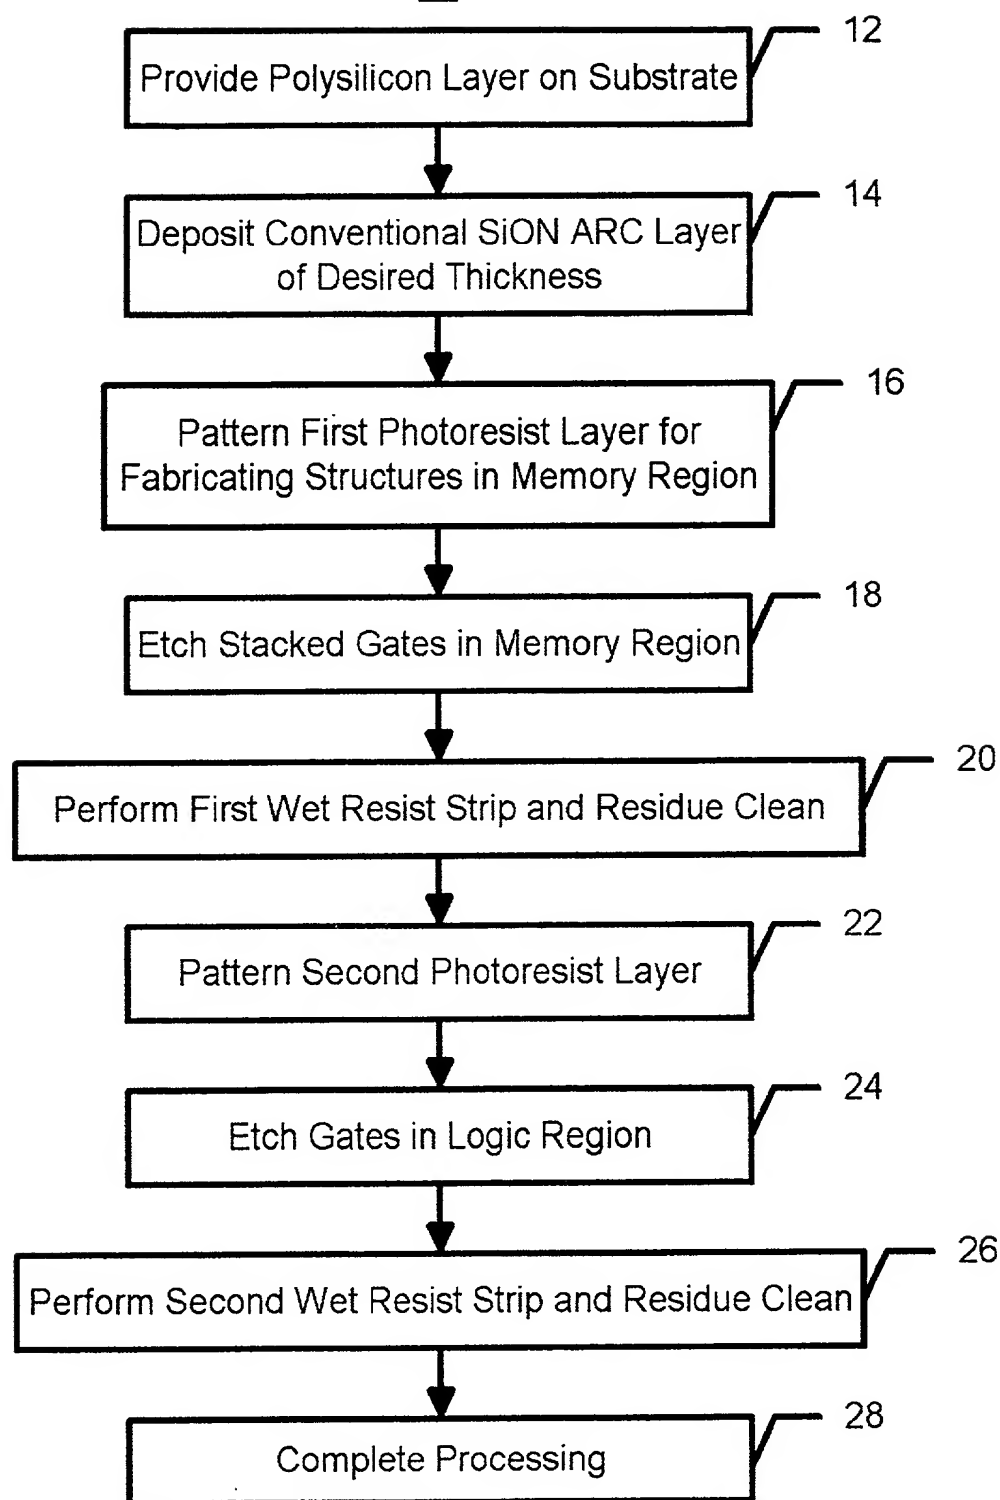 12
Provide Polysilicon Layer on Substrate
14
Deposit Conventional SiON ARC Layer
of Desired Thickness
16
Pattern First Photoresist Layer for
Fabricating Structures in Memory Region
18
Etch Stacked Gates in Memory Region
20
Perform First Wet Resist Strip and Residue Clean
22
Pattern Second Photoresist Layer
24
Etch Gates in Logic Region
26
Perform Second Wet Resist Strip and Residue Clean
28
Complete Processing